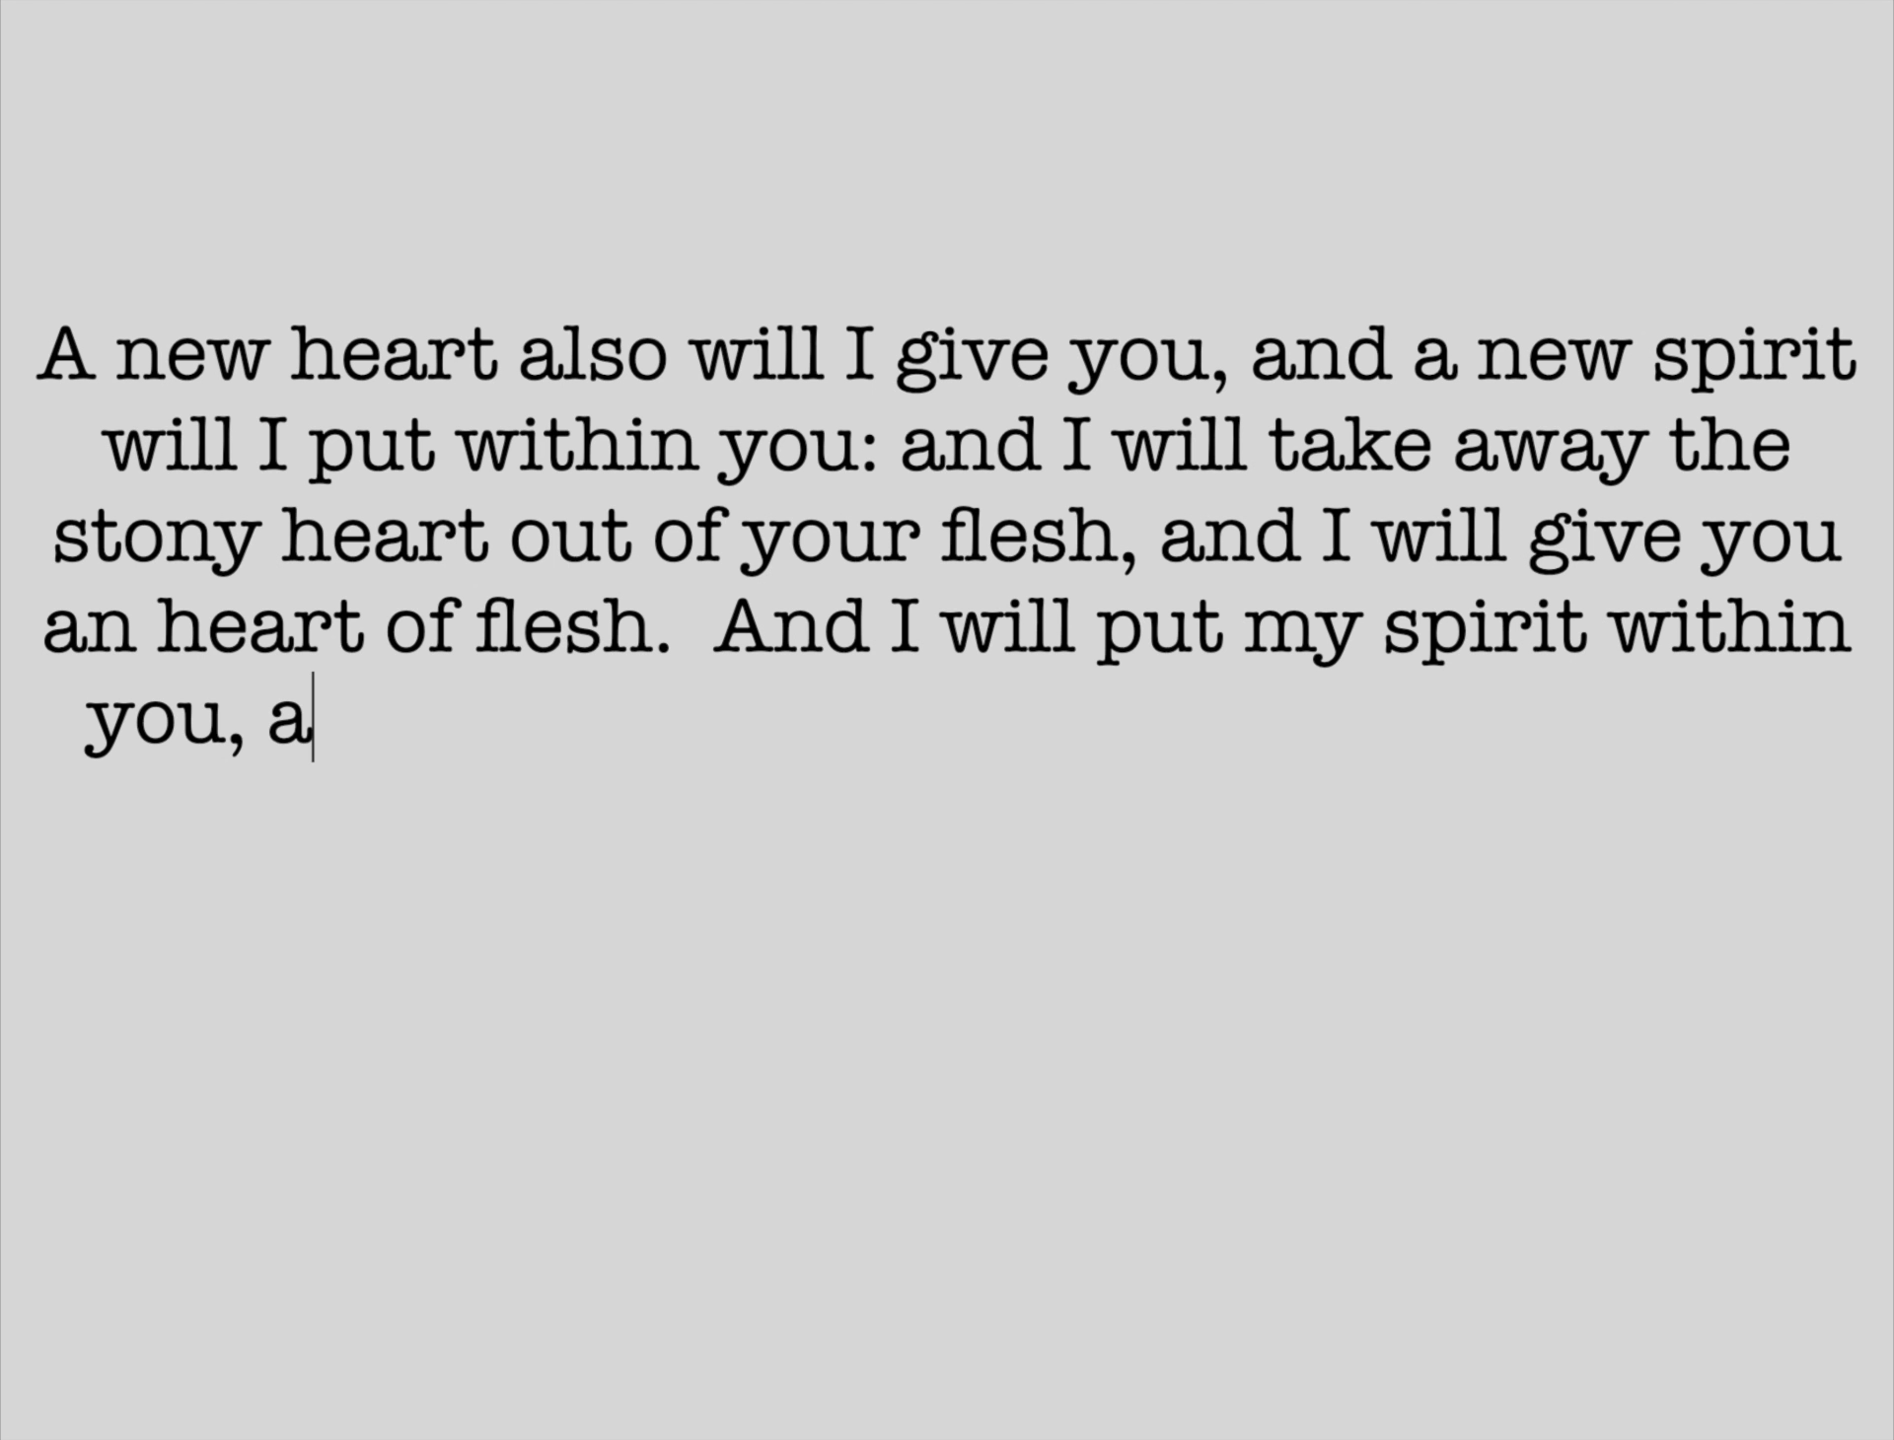 A new heart also will I give you, and a new spirit
will I put within you: and I will take away the
stony heart out of your flesh, and I will give you
an heart of flesh.  And I will put my spirit within
you, a